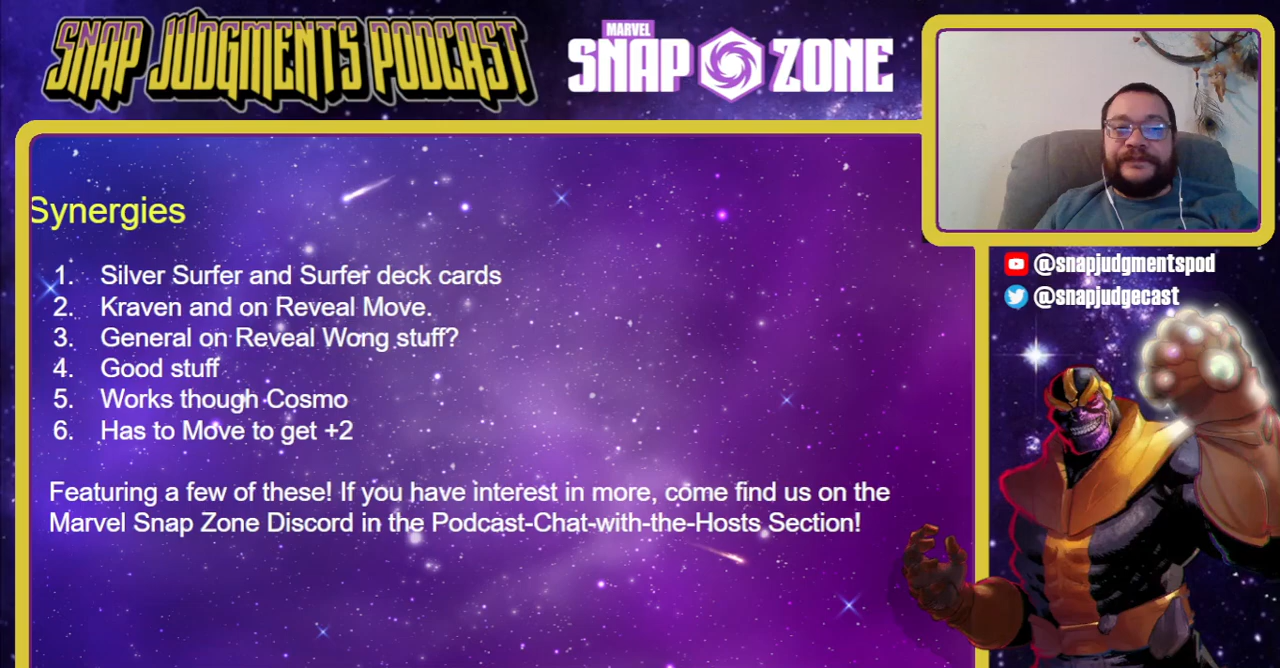 SNAP JUDGMENTS PODCAST
MARVEL
SNAP ZONE
Synergies
1. Silver Surfer and Surfer deck cards
2. Kraven and on Reveal Move.
3. General on Reveal Wong stuff?
4. Good stuff
5. Works though Cosmo
6. Has to Move to get +2
Featuring a few of these! If you have interest in more, come find us on the
Marvel Snap Zone Discord in the Podcast-Chat-with-the-Hosts Section!
@snapjudgmentspod
@snapjudgecast